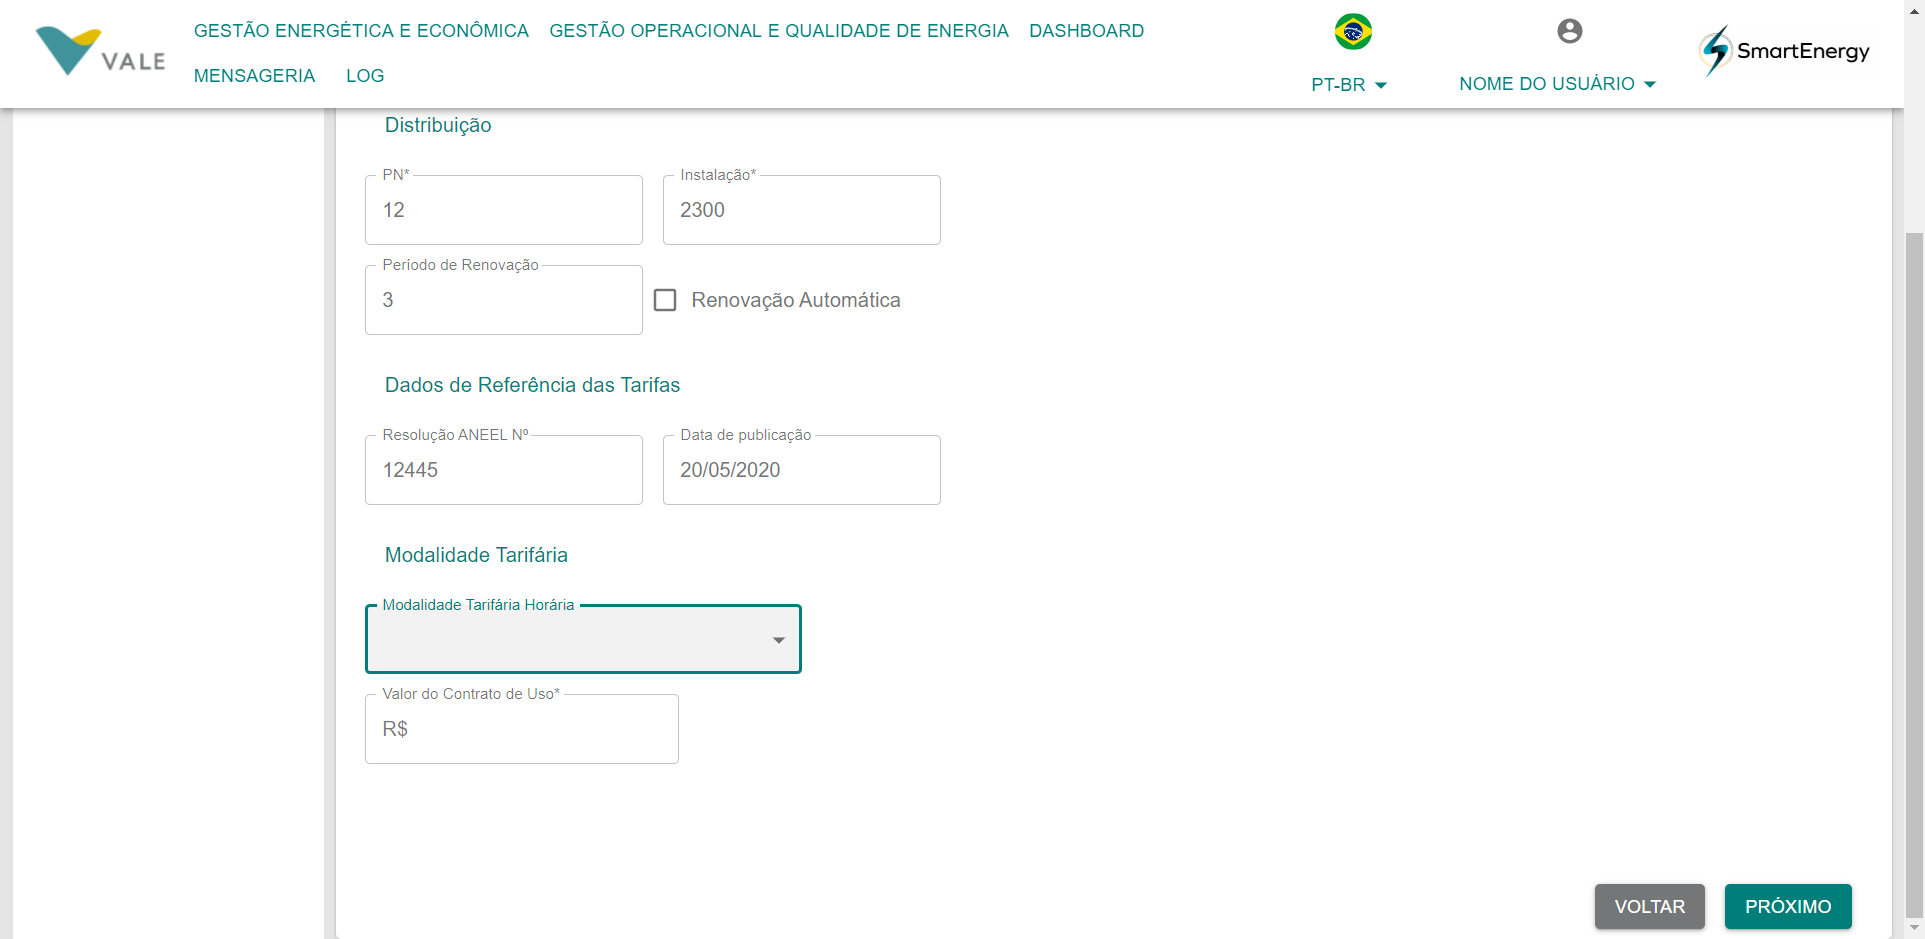 VALE
GESTÃO ENERGÉTICA E ECONÔMICA
GESTÃO OPERACIONAL E QUALIDADE DE ENERGIA
DASHBOARD
MENSAGERIA
LOG
PT-BR
NOME DO USUÁRIO
SmartEnergy
Distribuição
PN*
12
Instalação*
2300
Período de Renovação
3
Renovação Automática
Dados de Referência das Tarifas
Resolução ANEEL Nº
12445
Data de publicação
20/05/2020
Modalidade Tarifária
Modalidade Tarifária Horária
Valor do Contrato de Uso*
R$
VOLTAR
PRÓXIMO